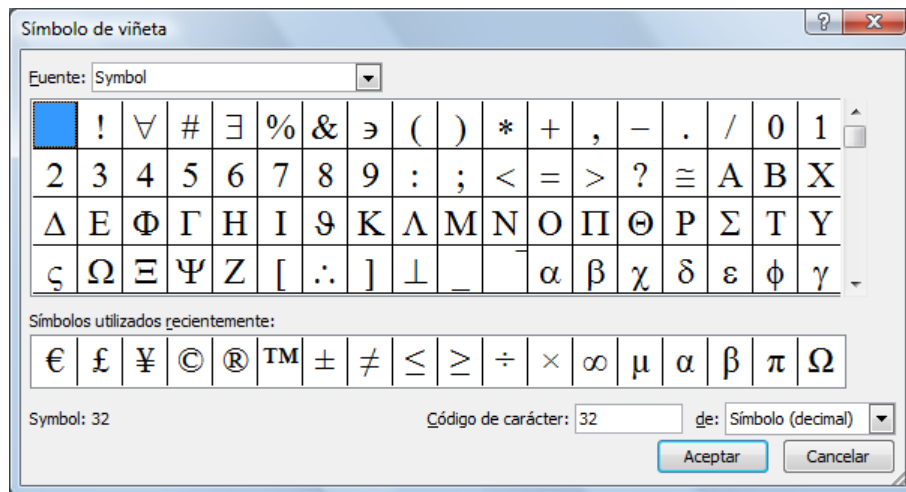 Símbolo de viñeta
Fuente: Symbol
! ∀ # ∃ % & ϶ ( ) * + , − . / 0 1
2 3 4 5 6 7 8 9 : ; < = > ? ≅ Α Β Χ
Δ Ε Φ Γ Η Ι ϑ Κ Λ Μ Ν Ο Π Θ Ρ Σ Τ Υ
ς Ω Ξ Ψ Ζ [ ∴ ] ⊥ _ ‾ α β χ δ ε ϕ γ
Símbolos utilizados recientemente:
€ £ ¥ © ® ™ ± ≠ ≤ ≥ ÷ × ∞ µ α β π Ω
Symbol: 32 Código de carácter: 32 de: Símbolo (decimal)
Aceptar Cancelar